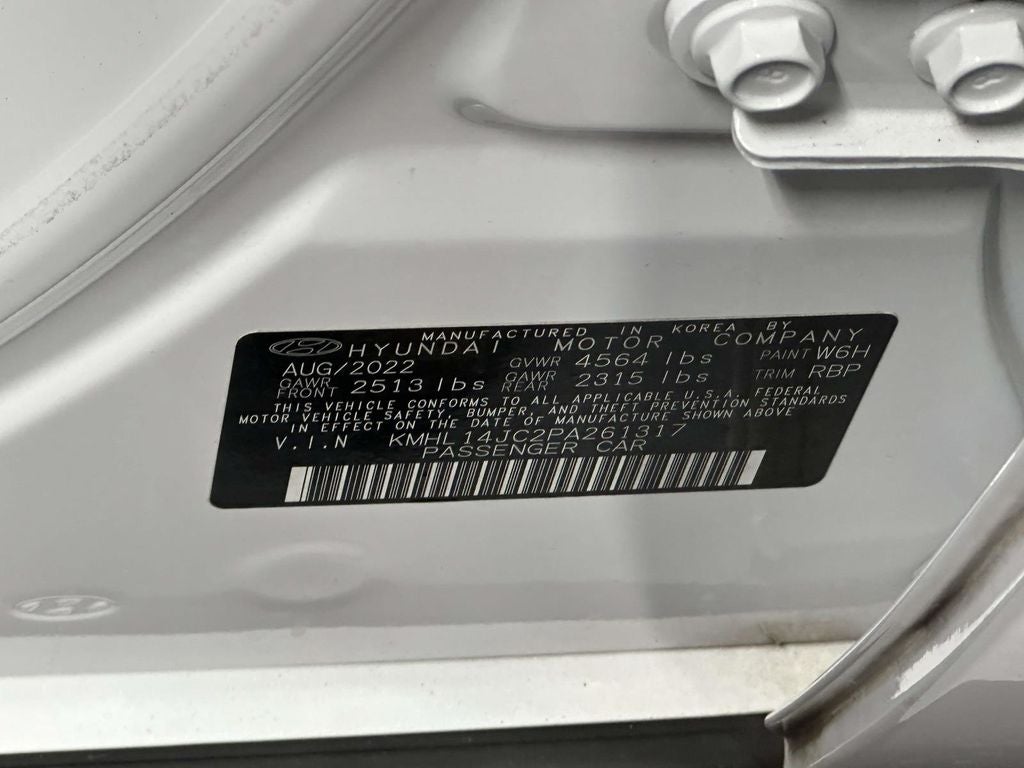 MANUFACTURED IN KOREA BY
HYUNDAI MOTOR COMPANY
AUG/2022 GVWR 4564 lbs PAINT W6H
GAWR FRONT 2513 lbs GAWR REAR 2315 lbs TRIM RBP
THIS VEHICLE CONFORMS TO ALL APPLICABLE U.S.A. FEDERAL
MOTOR VEHICLE SAFETY, BUMPER, AND THEFT PREVENTION STANDARDS
IN EFFECT ON THE DATE OF MANUFACTURE SHOWN ABOVE
V.I.N KMHL14JC2PA261317
PASSENGER CAR